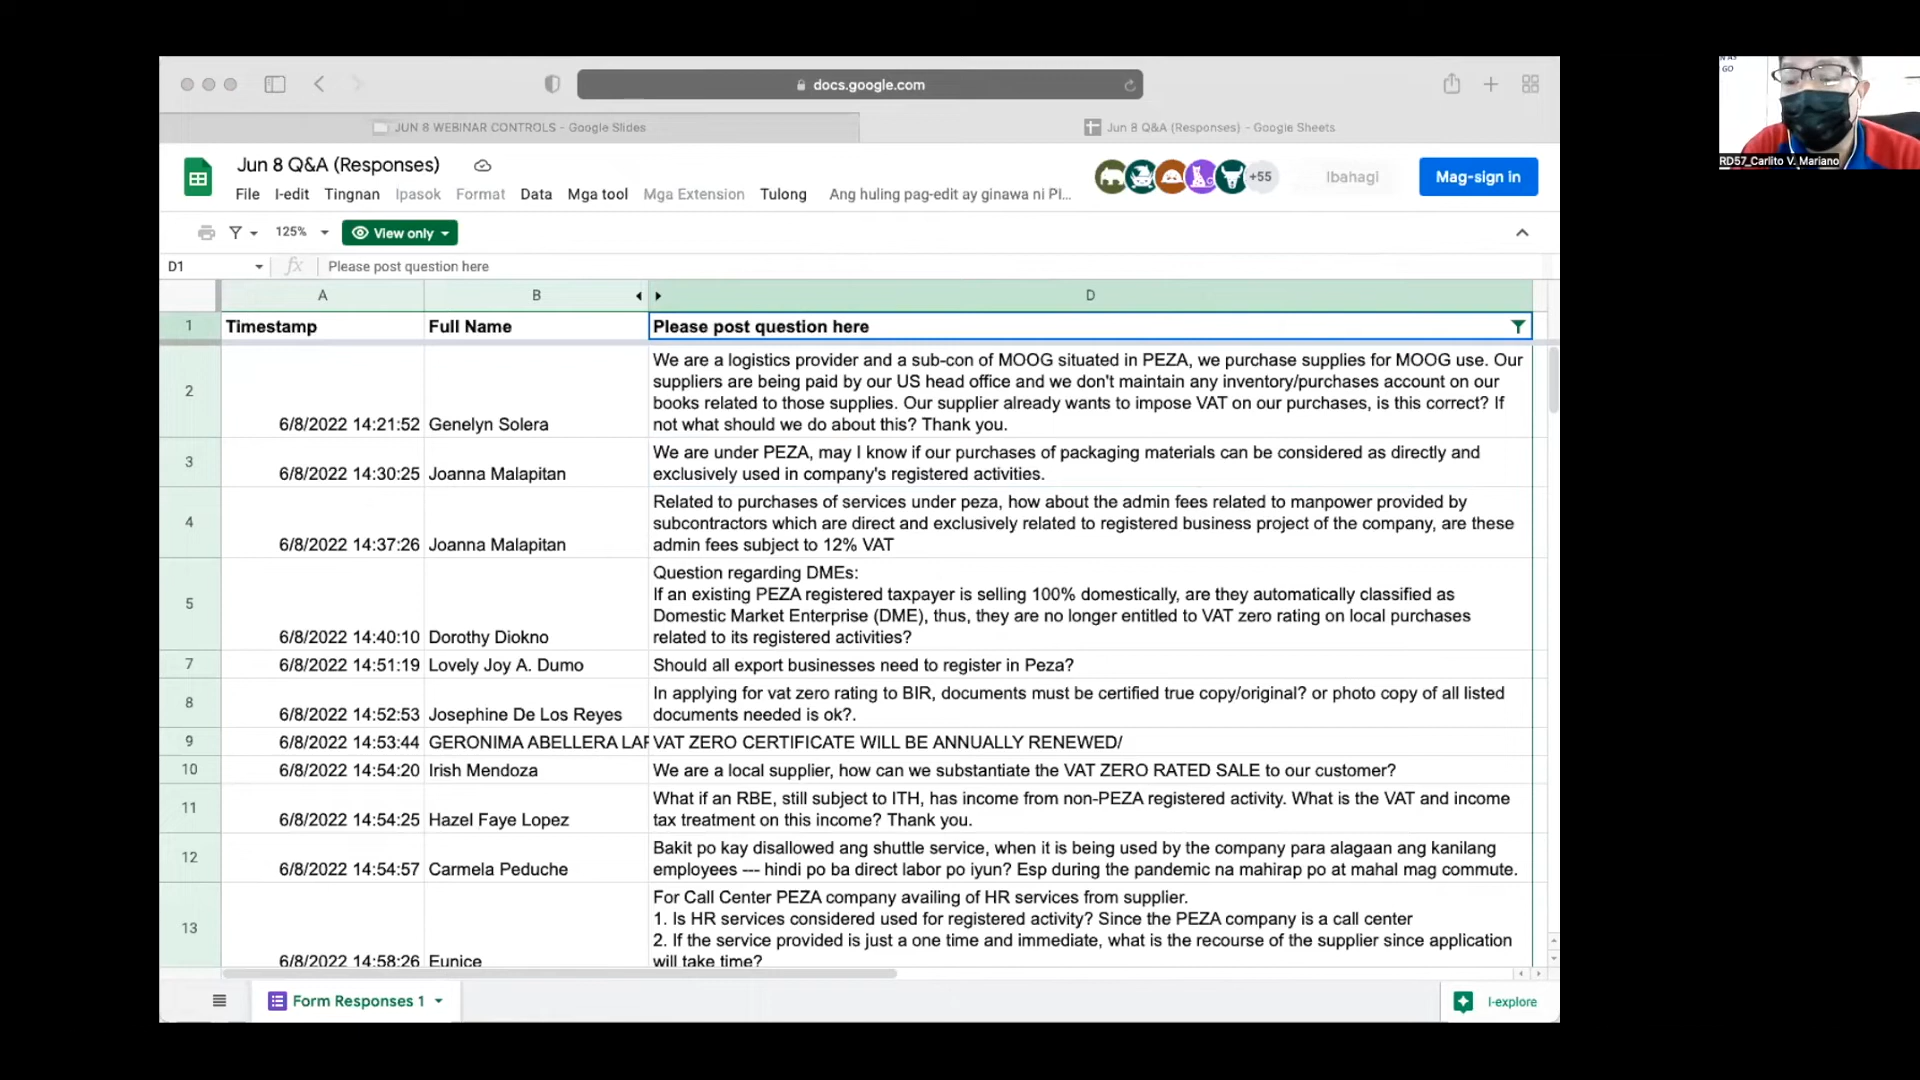 docs.google.com
JUN 8 WEBINAR CONTROLS - Google Slides
Jun 8 Q&A (Responses) - Google Sheets
Jun 8 Q&A (Responses)
File I-edit Tingnan Ipasok Format Data Mga tool Mga Extension Tulong Ang huling pag-edit ay ginawa ni Pl...
+55
Ibahagi
Mag-sign in
125%
View only
D1
fx
Please post question here
A B D
1 Timestamp Full Name Please post question here
We are a logistics provider and a sub-con of MOOG situated in PEZA, we purchase supplies for MOOG use. Our
suppliers are being paid by our US head office and we don't maintain any inventory/purchases account on our
books related to those supplies. Our supplier already wants to impose VAT on our purchases, is this correct? If
2 6/8/2022 14:21:52 Genelyn Solera not what should we do about this? Thank you.
We are under PEZA, may I know if our purchases of packaging materials can be considered as directly and
3 6/8/2022 14:30:25 Joanna Malapitan exclusively used in company's registered activities.
Related to purchases of services under peza, how about the admin fees related to manpower provided by
subcontractors which are direct and exclusively related to registered business project of the company, are these
4 6/8/2022 14:37:26 Joanna Malapitan admin fees subject to 12% VAT
Question regarding DMEs:
If an existing PEZA registered taxpayer is selling 100% domestically, are they automatically classified as
Domestic Market Enterprise (DME), thus, they are no longer entitled to VAT zero rating on local purchases
5 6/8/2022 14:40:10 Dorothy Diokno related to its registered activities?
7 6/8/2022 14:51:19 Lovely Joy A. Dumo Should all export businesses need to register in Peza?
In applying for vat zero rating to BIR, documents must be certified true copy/original? or photo copy of all listed
8 6/8/2022 14:52:53 Josephine De Los Reyes documents needed is ok?.
9 6/8/2022 14:53:44 GERONIMA ABELLERA LAF VAT ZERO CERTIFICATE WILL BE ANNUALLY RENEWED/
10 6/8/2022 14:54:20 Irish Mendoza We are a local supplier, how can we substantiate the VAT ZERO RATED SALE to our customer?
What if an RBE, still subject to ITH, has income from non-PEZA registered activity. What is the VAT and income
11 6/8/2022 14:54:25 Hazel Faye Lopez tax treatment on this income? Thank you.
Bakit po kay disallowed ang shuttle service, when it is being used by the company para alagaan ang kanilang
12 6/8/2022 14:54:57 Carmela Peduche employees --- hindi po ba direct labor po iyun? Esp during the pandemic na mahirap po at mahal mag commute.
For Call Center PEZA company availing of HR services from supplier.
1. Is HR services considered used for registered activity? Since the PEZA company is a call center
13 2. If the service provided is just a one time and immediate, what is the recourse of the supplier since application
6/8/2022 14:58:26 Eunice will take time?
Form Responses 1
I-explore
GO
RD57_Carlito V. Mariano